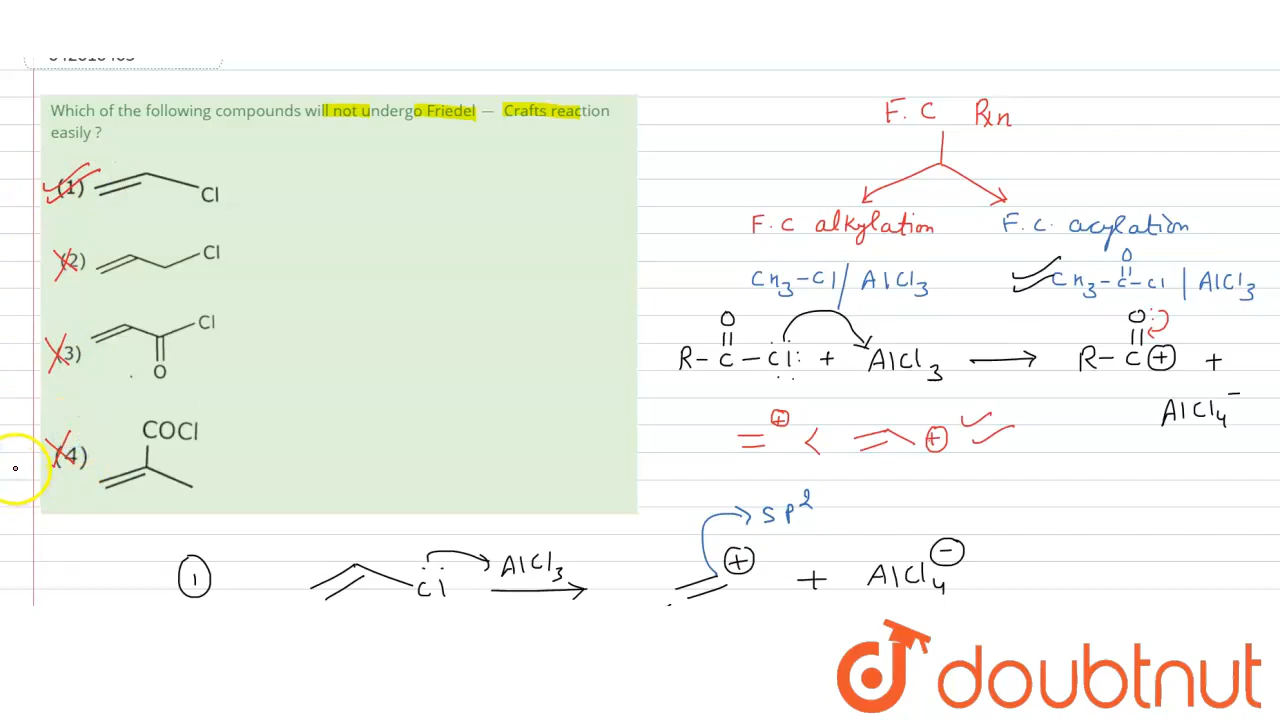 Which of the following compounds will not undergo Friedel — Crafts reaction
easily ?
(1)
Cl
(2)
Cl
(3)
Cl
O
(4)
COCl
F.C Rxn
F.C alkylation
F.C. acylation
CH3-Cl / AlCl3
O
CH3-C-Cl | AlCl3
O
R-C-Cl: + AlCl3
O:
R-C+ +
AlCl4-
= + < +
sp2
1
Cl
AlCl3
+
+ AlCl4 -
doubtnut